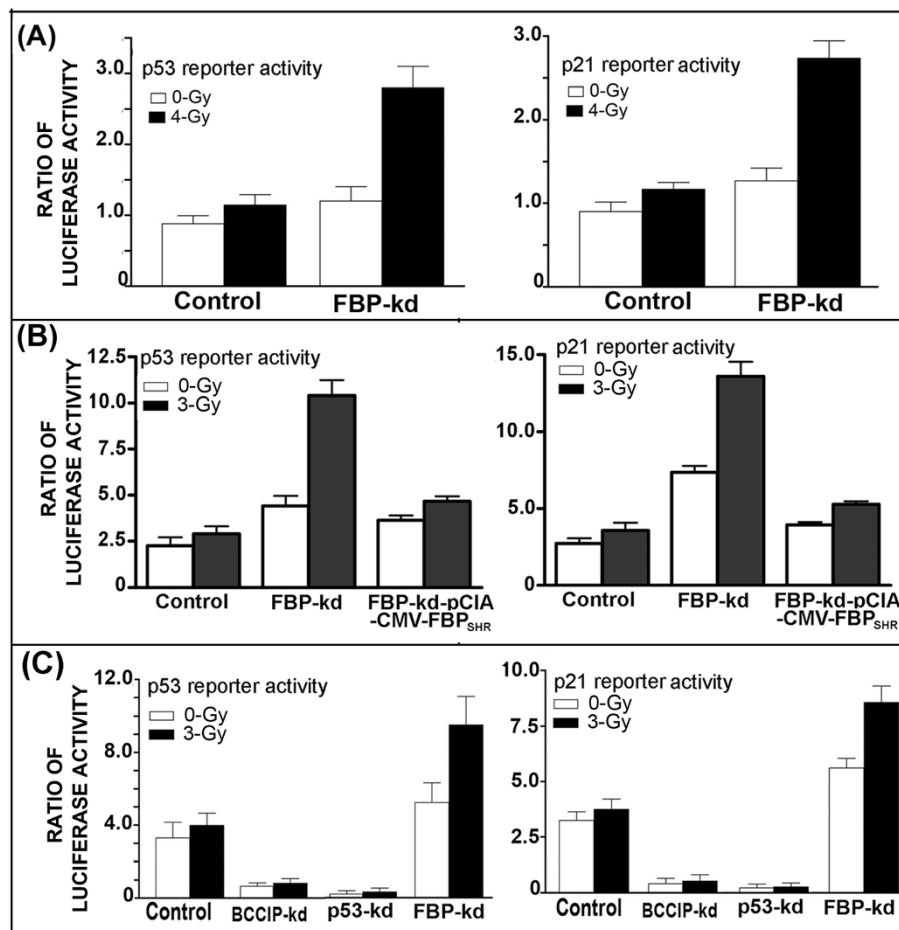 (A)
RATIO OF
LUCIFERASE ACTIVITY
p53 reporter activity
0-Gy
4-Gy
3.0
2.0
1.0
0
Control FBP-kd
p21 reporter activity
0-Gy
4-Gy
3.0
2.0
1.0
0
Control FBP-kd
(B)
RATIO OF
LUCIFERASE ACTIVITY
p53 reporter activity
0-Gy
3-Gy
12.5
10.0
7.5
5.0
2.5
0
Control FBP-kd FBP-kd-pCIA
-CMV-FBPSHR
p21 reporter activity
0-Gy
3-Gy
15.0
10.0
5.0
0
Control FBP-kd FBP-kd-pCIA
-CMV-FBPSHR
(C)
RATIO OF
LUCIFERASE ACTIVITY
p53 reporter activity
0-Gy
3-Gy
12.0
8.0
4.0
0
Control BCCIP-kd p53-kd FBP-kd
p21 reporter activity
0-Gy
3-Gy
10.0
7.5
5.0
2.5
0
Control BCCIP-kd p53-kd FBP-kd